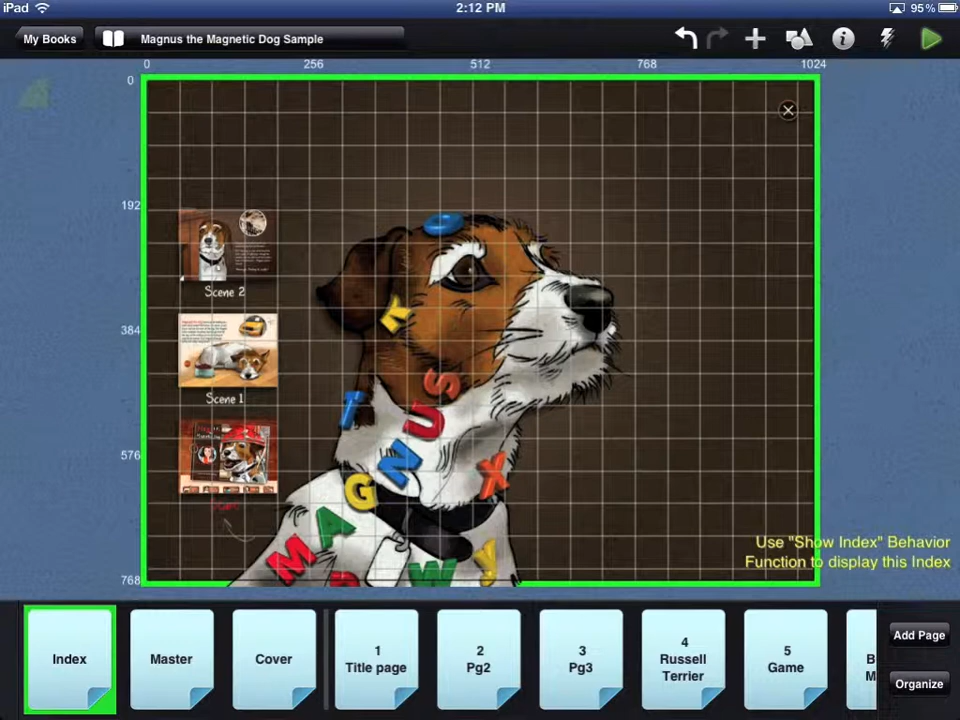 iPad
2:12 PM
95%
My Books
Magnus the Magnetic Dog Sample
0
256
512
768
1024
0
192
384
576
768
Scene 2
Scene 1
K
T
S
U
N
G
A
M
X
W
Y
Use "Show Index" Behavior
Function to display this Index
Index
Master
Cover
1
Title page
2
Pg2
3
Pg3
4
Russell
Terrier
5
Game
B
M
Add Page
Organize